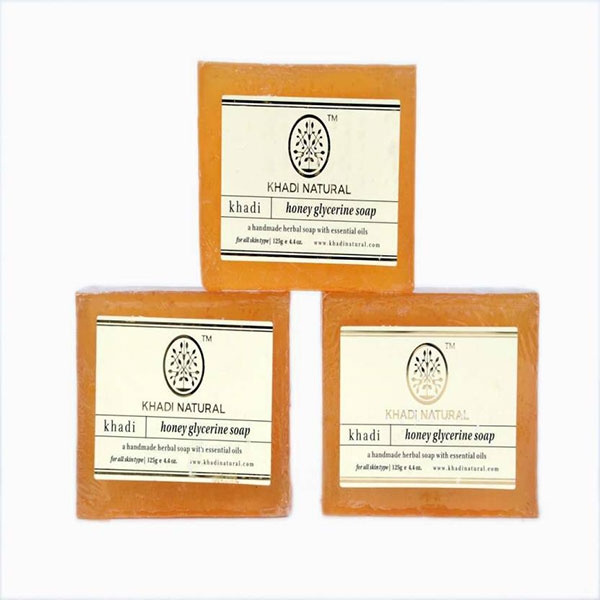 TM
KHADI NATURAL
khadi honey glycerine soap
a handmade herbal soap with essential oils
for all skin type | 125g e 4.4 oz. www.khadinatural.com
TM
KHADI NATURAL
khadi honey glycerine soap
a handmade herbal soap wit's essential oils
for all skin type | 125g e 4.4 oz. www.khadinatural.com
TM
KHADI NATURAL
khadi honey glycerine soap
a handmade herbal soap with essential oils
for all skin type | 125g e 4.4 oz. www.khadinatural.com